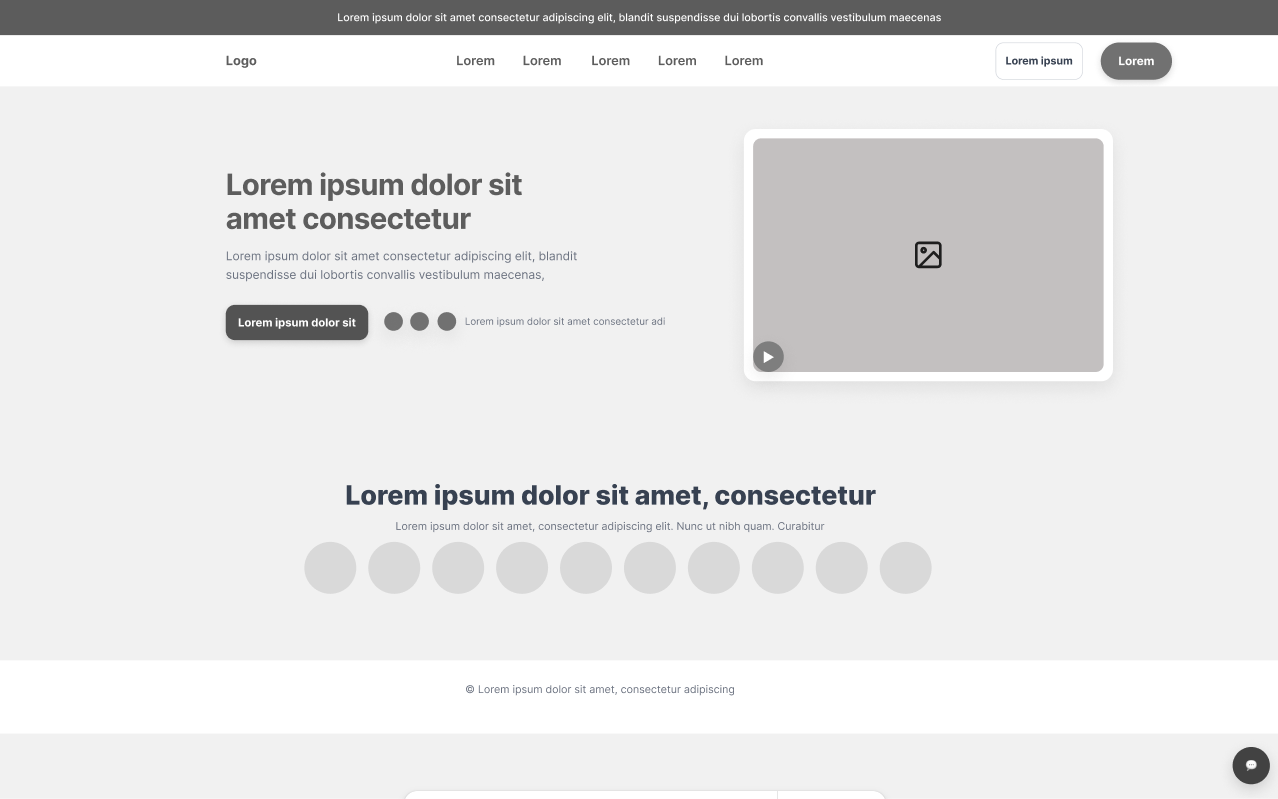 Lorem ipsum dolor sit amet consectetur adipiscing elit, blandit suspendisse dui lobortis convallis vestibulum maecenas
Logo
Lorem
Lorem
Lorem
Lorem
Lorem
Lorem ipsum
Lorem
Lorem ipsum dolor sit
amet consectetur
Lorem ipsum dolor sit amet consectetur adipiscing elit, blandit
suspendisse dui lobortis convallis vestibulum maecenas,
Lorem ipsum dolor sit
Lorem ipsum dolor sit amet consectetur adi
Lorem ipsum dolor sit amet, consectetur
Lorem ipsum dolor sit amet, consectetur adipiscing elit. Nunc ut nibh quam. Curabitur
© Lorem ipsum dolor sit amet, consectetur adipiscing